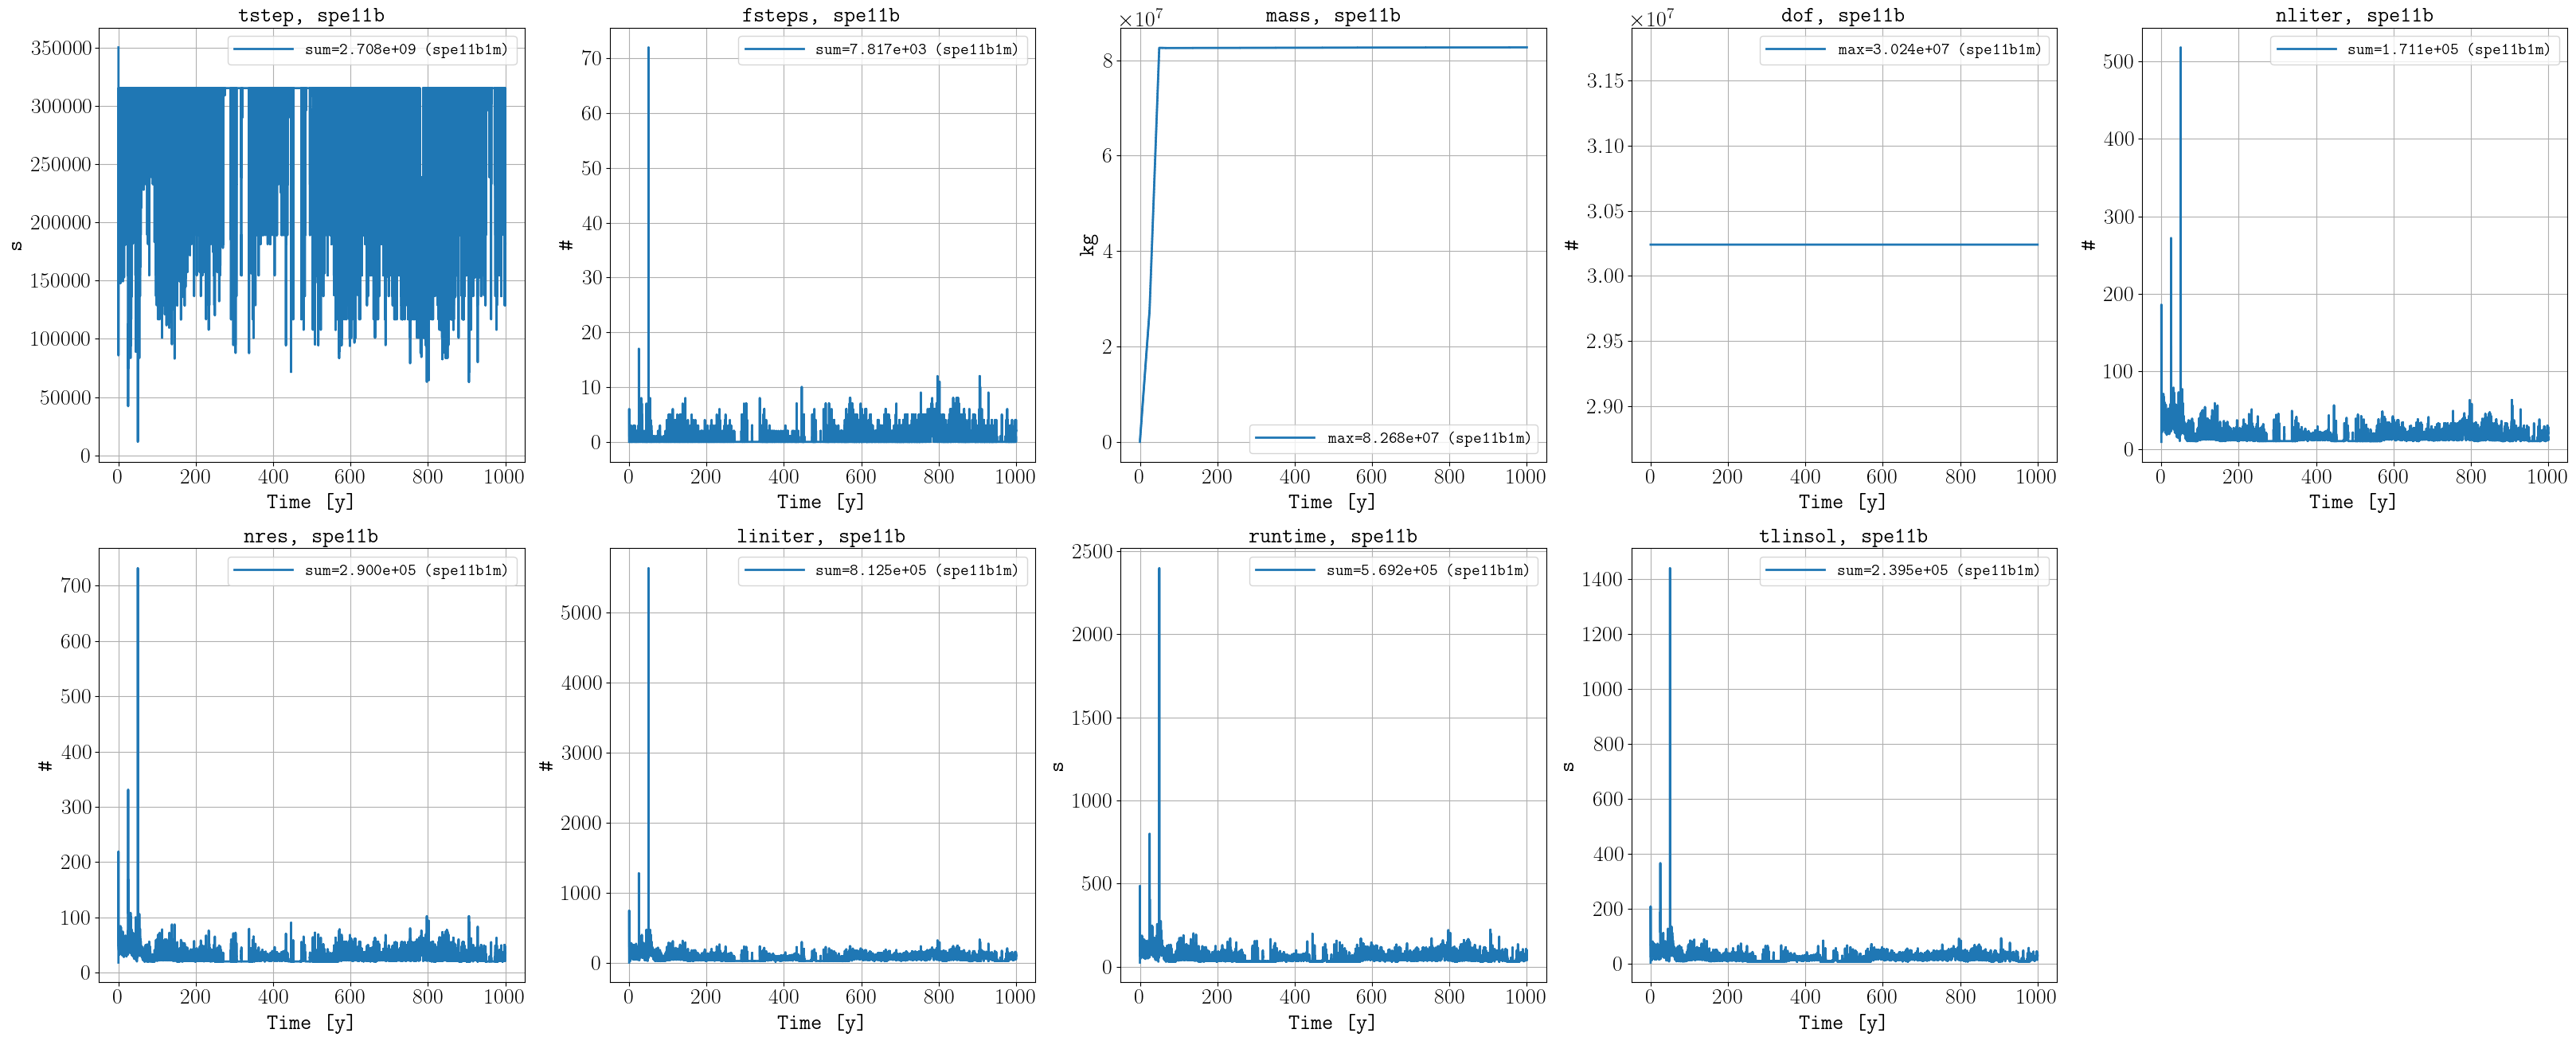 tstep, spe11b
350000
300000
250000
200000
150000
100000
50000
0
s
sum=2.708e+09 (spe11b1m)
0 200 400 600 800 1000
Time [y]
fsteps, spe11b
70
60
50
40
30
20
10
0
#
sum=7.817e+03 (spe11b1m)
0 200 400 600 800 1000
Time [y]
mass, spe11b
×10⁷
8
6
4
2
0
kg
max=8.268e+07 (spe11b1m)
0 200 400 600 800 1000
Time [y]
dof, spe11b
×10⁷
3.15
3.10
3.05
3.00
2.95
2.90
#
max=3.024e+07 (spe11b1m)
0 200 400 600 800 1000
Time [y]
nliter, spe11b
500
400
300
200
100
0
#
sum=1.711e+05 (spe11b1m)
0 200 400 600 800 1000
Time [y]
nres, spe11b
700
600
500
400
300
200
100
0
#
sum=2.900e+05 (spe11b1m)
0 200 400 600 800 1000
Time [y]
liniter, spe11b
5000
4000
3000
2000
1000
0
#
sum=8.125e+05 (spe11b1m)
0 200 400 600 800 1000
Time [y]
runtime, spe11b
2500
2000
1500
1000
500
0
s
sum=5.692e+05 (spe11b1m)
0 200 400 600 800 1000
Time [y]
tlinsol, spe11b
1400
1200
1000
800
600
400
200
0
s
sum=2.395e+05 (spe11b1m)
0 200 400 600 800 1000
Time [y]